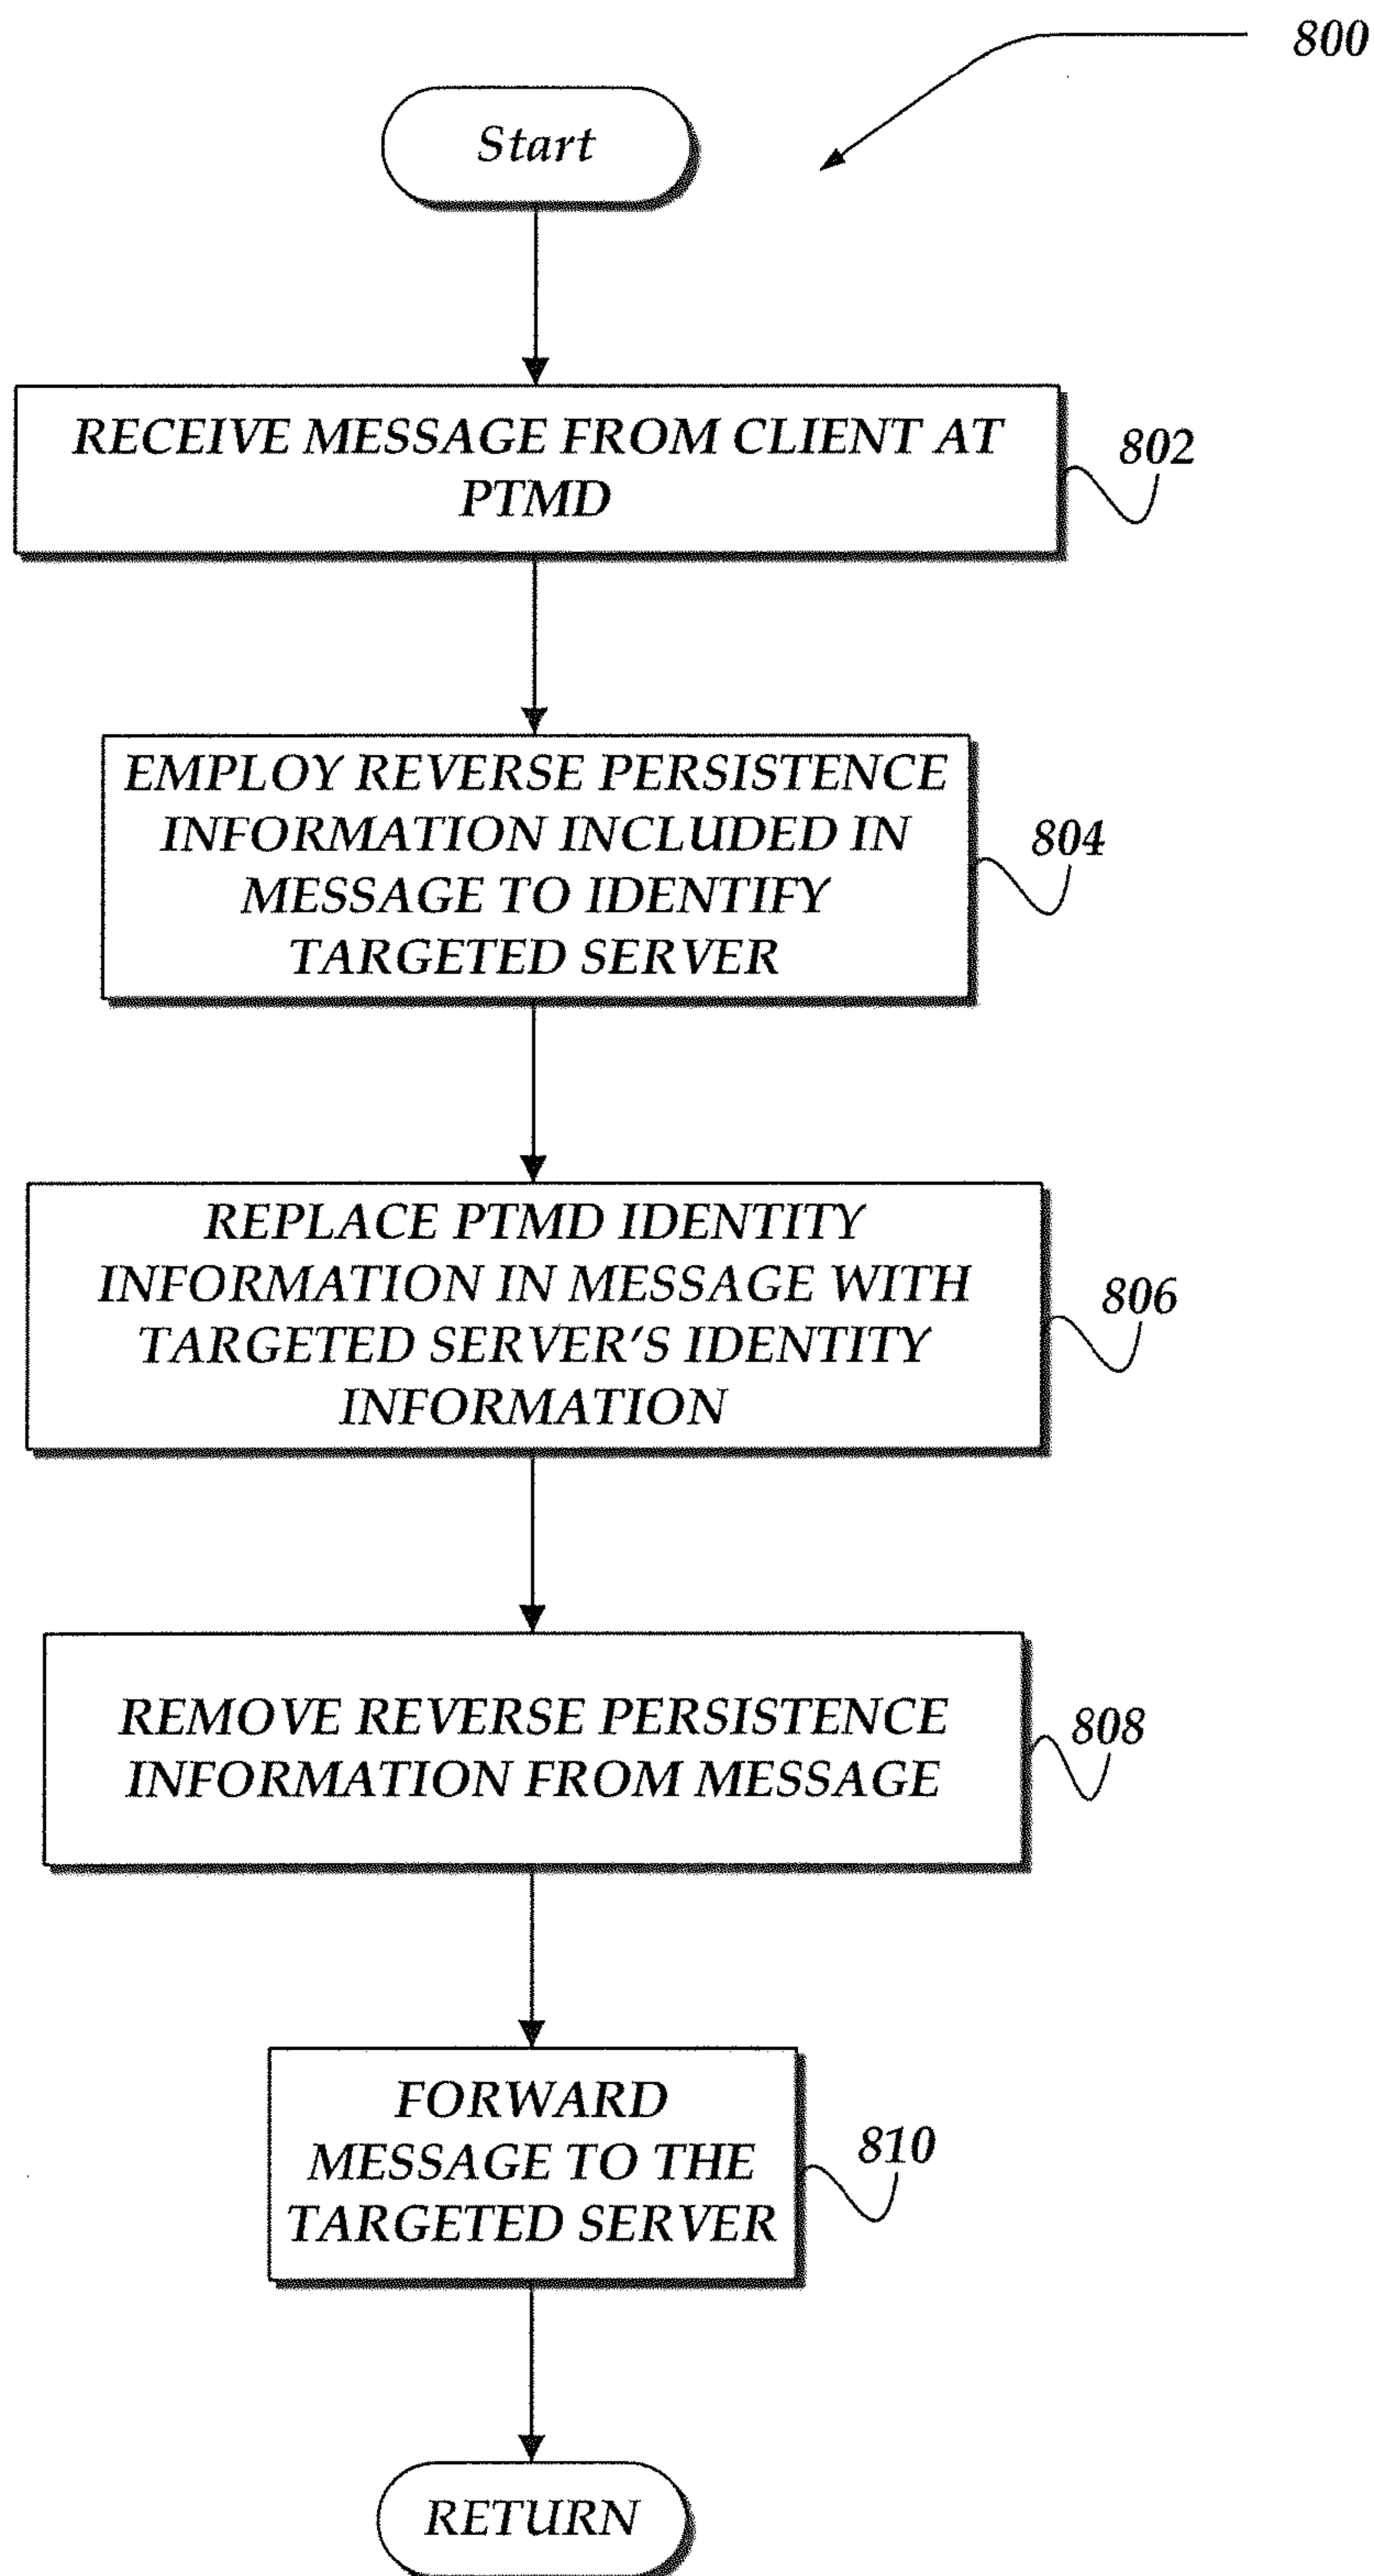 800
Start
RECEIVE MESSAGE FROM CLIENT AT
PTMD
802
EMPLOY REVERSE PERSISTENCE
INFORMATION INCLUDED IN
MESSAGE TO IDENTIFY
TARGETED SERVER
804
REPLACE PTMD IDENTITY
INFORMATION IN MESSAGE WITH
TARGETED SERVER'S IDENTITY
INFORMATION
806
REMOVE REVERSE PERSISTENCE
INFORMATION FROM MESSAGE
808
FORWARD
MESSAGE TO THE
TARGETED SERVER
810
RETURN